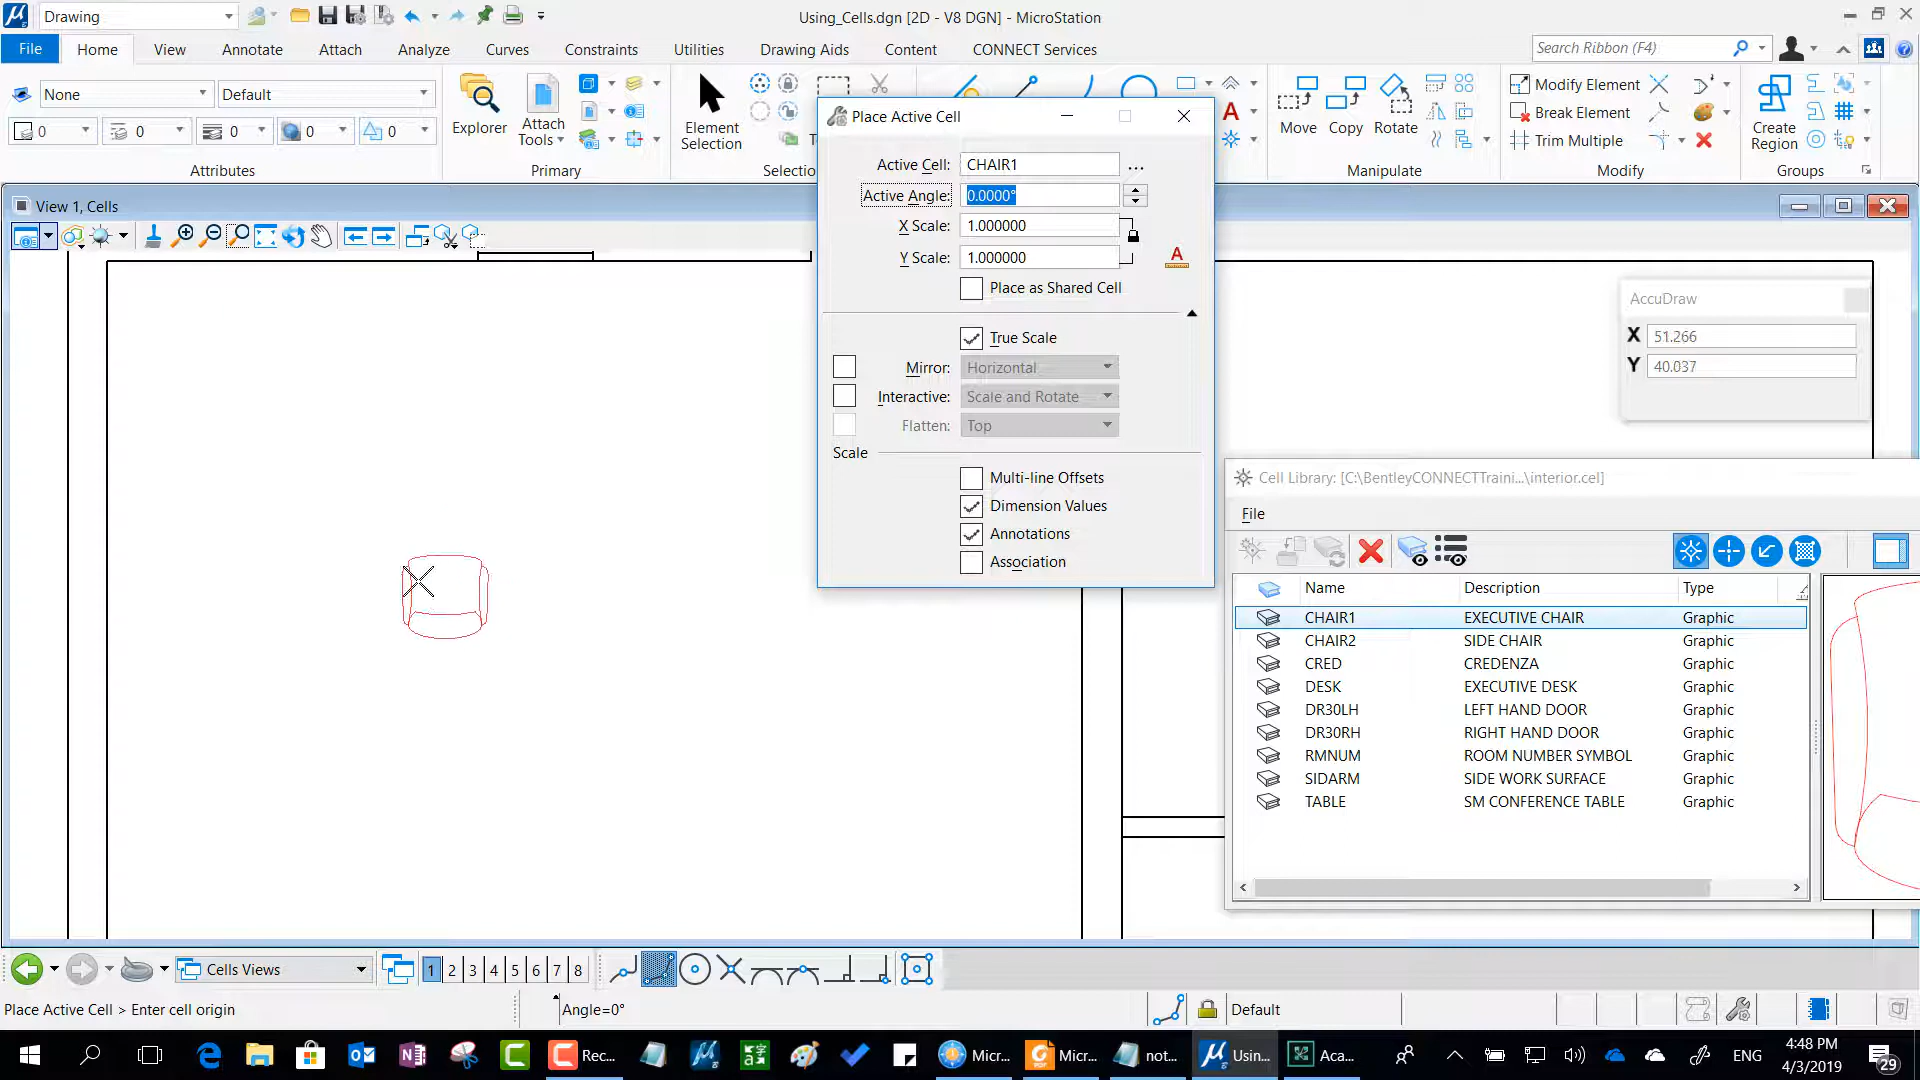 Drawing
Using_Cells.dgn [2D - V8 DGN] - MicroStation
File
Home
View
Annotate
Attach
Analyze
Curves
Constraints
Utilities
Drawing Aids
Content
CONNECT Services
Search Ribbon (F4)
None
Default
0
0
0
0
0
Attributes
Explorer
Attach
Tools
Primary
Element
Selection
Selectio
Move
Copy
Rotate
Manipulate
Modify Element
Break Element
Trim Multiple
Modify
Create
Region
Groups
View 1, Cells
Place Active Cell
Active Cell:
CHAIR1
...
Active Angle:
0.0000°
X Scale:
1.000000
Y Scale:
1.000000
Place as Shared Cell
True Scale
Mirror:
Horizontal
Interactive:
Scale and Rotate
Flatten:
Top
Scale
Multi-line Offsets
Dimension Values
Annotations
Association
AccuDraw
X
51.266
Y
40.037
Cell Library: [C:\BentleyCONNECTTraini...\interior.cel]
File
Name Description Type
CHAIR1 EXECUTIVE CHAIR Graphic
CHAIR2 SIDE CHAIR Graphic
CRED CREDENZA Graphic
DESK EXECUTIVE DESK Graphic
DR30LH LEFT HAND DOOR Graphic
DR30RH RIGHT HAND DOOR Graphic
RMNUM ROOM NUMBER SYMBOL Graphic
SIDARM SIDE WORK SURFACE Graphic
TABLE SM CONFERENCE TABLE Graphic
Cells Views
1 2 3 4 5 6 7 8
Place Active Cell > Enter cell origin
Angle=0°
Default
Rec...
Micr...
Micr...
not...
Usin...
Aca...
ENG
4:48 PM
4/3/2019
29